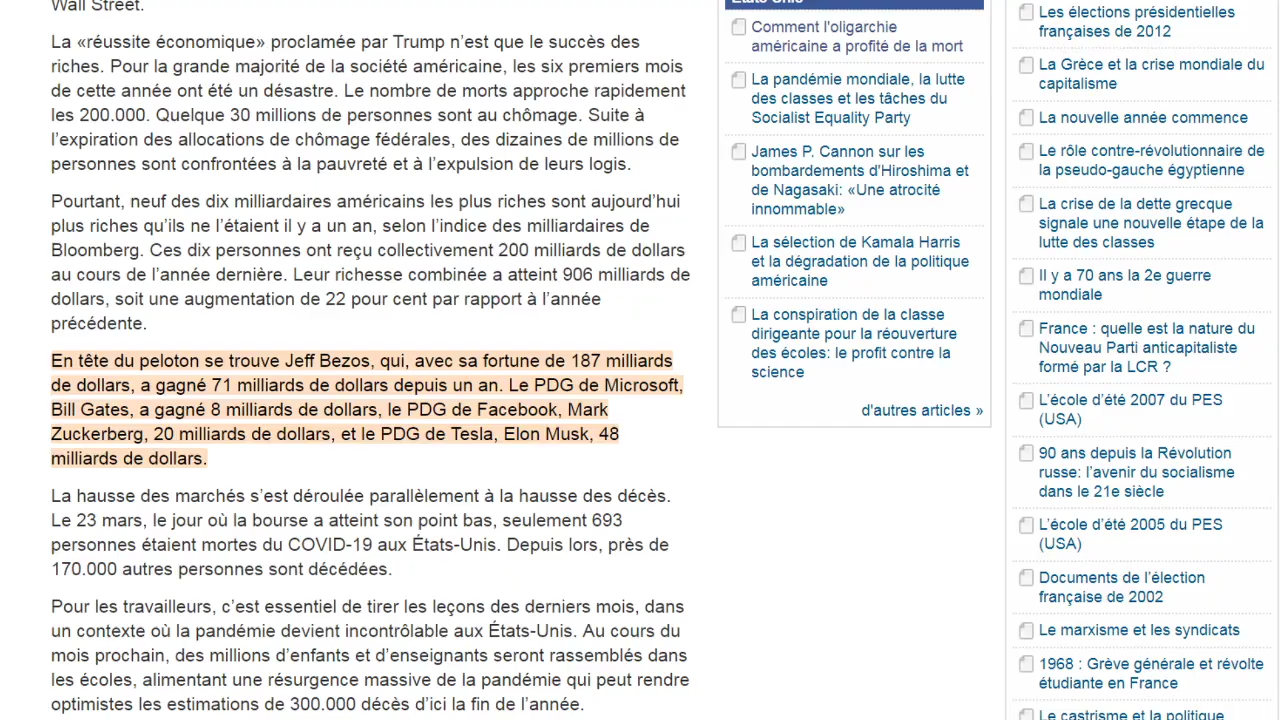 Wall Street.
La «réussite économique» proclamée par Trump n’est que le succès des
riches. Pour la grande majorité de la société américaine, les six premiers mois
de cette année ont été un désastre. Le nombre de morts approche rapidement
les 200.000. Quelque 30 millions de personnes sont au chômage. Suite à
l’expiration des allocations de chômage fédérales, des dizaines de millions de
personnes sont confrontées à la pauvreté et à l’expulsion de leurs logis.
Pourtant, neuf des dix milliardaires américains les plus riches sont aujourd’hui
plus riches qu’ils ne l’étaient il y a un an, selon l’indice des milliardaires de
Bloomberg. Ces dix personnes ont reçu collectivement 200 milliards de dollars
au cours de l’année dernière. Leur richesse combinée a atteint 906 milliards de
dollars, soit une augmentation de 22 pour cent par rapport à l’année
précédente.
En tête du peloton se trouve Jeff Bezos, qui, avec sa fortune de 187 milliards
de dollars, a gagné 71 milliards de dollars depuis un an. Le PDG de Microsoft,
Bill Gates, a gagné 8 milliards de dollars, le PDG de Facebook, Mark
Zuckerberg, 20 milliards de dollars, et le PDG de Tesla, Elon Musk, 48
milliards de dollars.
La hausse des marchés s’est déroulée parallèlement à la hausse des décès.
Le 23 mars, le jour où la bourse a atteint son point bas, seulement 693
personnes étaient mortes du COVID-19 aux États-Unis. Depuis lors, près de
170.000 autres personnes sont décédées.
Pour les travailleurs, c’est essentiel de tirer les leçons des derniers mois, dans
un contexte où la pandémie devient incontrôlable aux États-Unis. Au cours du
mois prochain, des millions d’enfants et d’enseignants seront rassemblés dans
les écoles, alimentant une résurgence massive de la pandémie qui peut rendre
optimistes les estimations de 300.000 décès d’ici la fin de l’année.
États-Unis
Comment l'oligarchie
américaine a profité de la mort
La pandémie mondiale, la lutte
des classes et les tâches du
Socialist Equality Party
James P. Cannon sur les
bombardements d'Hiroshima et
de Nagasaki: «Une atrocité
innommable»
La sélection de Kamala Harris
et la dégradation de la politique
américaine
La conspiration de la classe
dirigeante pour la réouverture
des écoles: le profit contre la
science
d'autres articles »
Les élections présidentielles
françaises de 2012
La Grèce et la crise mondiale du
capitalisme
La nouvelle année commence
Le rôle contre-révolutionnaire de
la pseudo-gauche égyptienne
La crise de la dette grecque
signale une nouvelle étape de la
lutte des classes
Il y a 70 ans la 2e guerre
mondiale
France : quelle est la nature du
Nouveau Parti anticapitaliste
formé par la LCR ?
L’école d’été 2007 du PES
(USA)
90 ans depuis la Révolution
russe: l’avenir du socialisme
dans le 21e siècle
L’école d’été 2005 du PES
(USA)
Documents de l’élection
française de 2002
Le marxisme et les syndicats
1968 : Grève générale et révolte
étudiante en France
Le castrisme et la politique